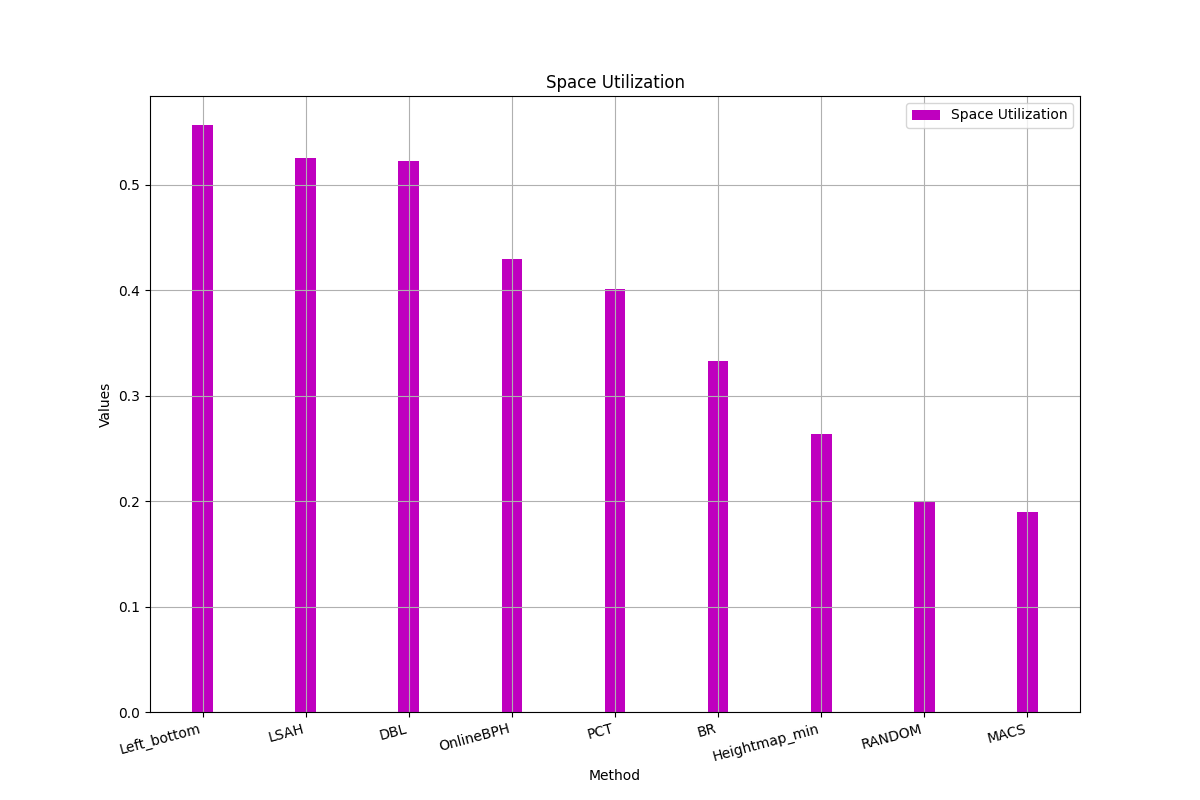 Space Utilization
Space Utilization
Values
0.5
0.4
0.3
0.2
0.1
0.0
Left_bottom
LSAH
DBL
OnlineBPH
PCT
BR
Heightmap_min
RANDOM
MACS
Method